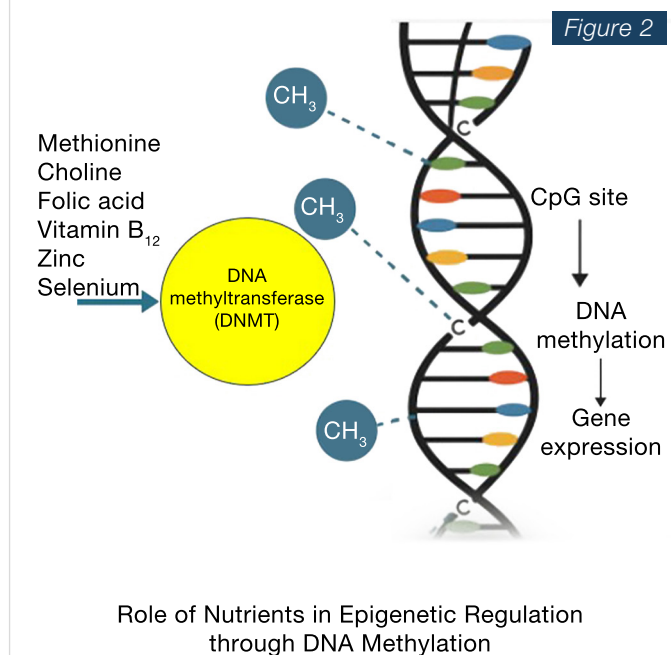 Figure 2
CH3
C
Methionine
Choline
Folic acid
Vitamin B12
Zinc
Selenium
CH3
CpG site
DNA
methyltransferase
(DNMT)
C
DNA
methylation
CH3
Gene
expression
C
Role of Nutrients in Epigenetic Regulation
through DNA Methylation